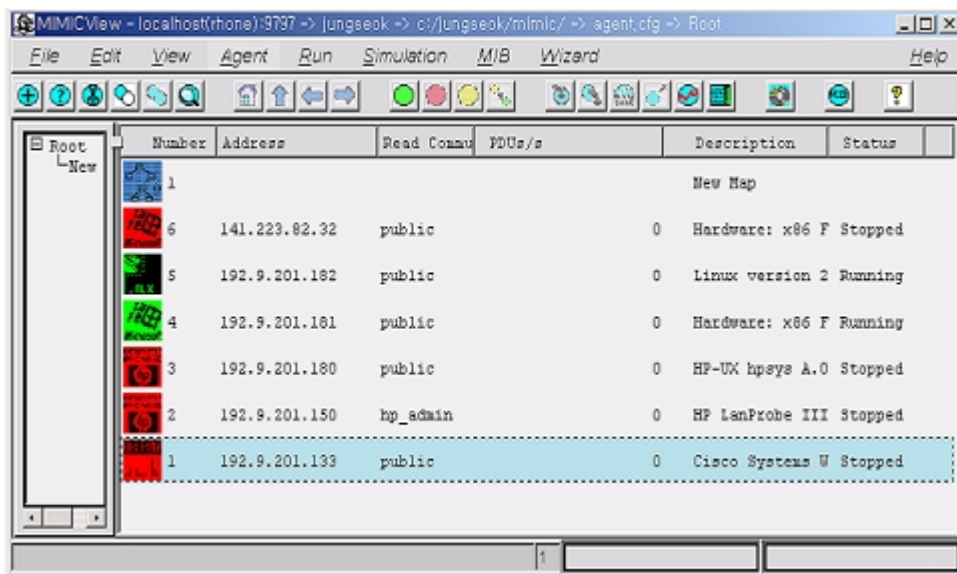 MIMICView - localhost(rhone):9797 -> jungseok -> c:/jungseok/mimic/ -> agent.cfg -> Root
File Edit View Agent Run Simulation MIB Wizard Help
Root
New
Number Address Read Commu PDUs/s Description Status
1 New Map
6 141.223.82.32 public 0 Hardware: x86 F Stopped
5 192.9.201.182 public 0 Linux version 2 Running
4 192.9.201.181 public 0 Hardware: x86 F Running
3 192.9.201.180 public 0 HP-UX hpsys A.0 Stopped
2 192.9.201.150 hp_admin 0 HP LanProbe III Stopped
1 192.9.201.133 public 0 Cisco Systems W Stopped
1